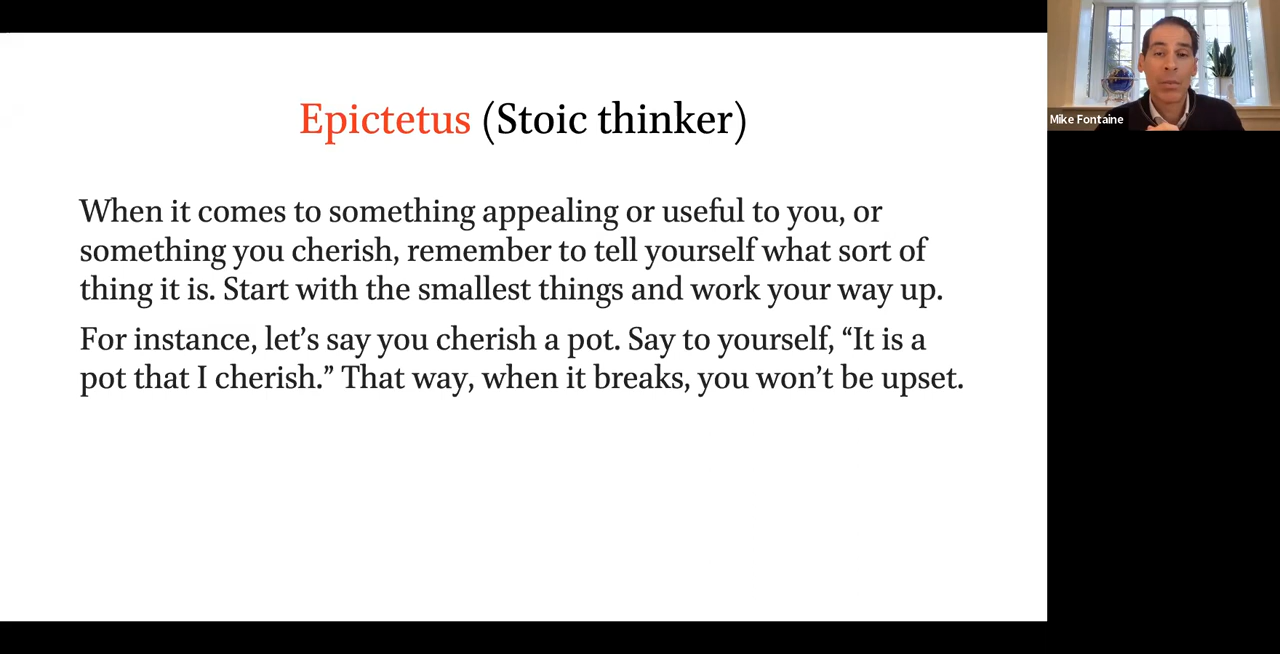 Epictetus (Stoic thinker)
When it comes to something appealing or useful to you, or
something you cherish, remember to tell yourself what sort of
thing it is. Start with the smallest things and work your way up.
For instance, let’s say you cherish a pot. Say to yourself, “It is a
pot that I cherish.” That way, when it breaks, you won’t be upset.
Mike Fontaine